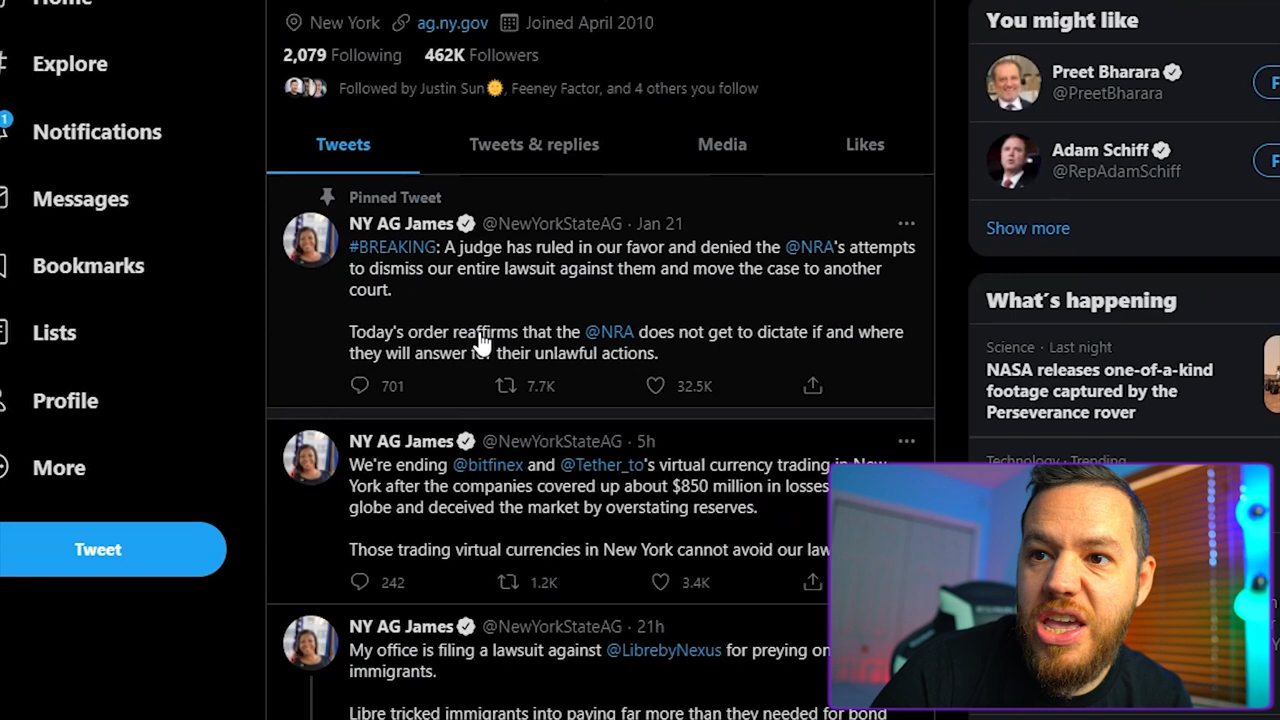 Home
New York ag.ny.gov Joined April 2010
You might like
2,079 Following 462K Followers
Explore
Preet Bharara
@PreetBharara
Followed by Justin Sun🌞, Feeney Factor, and 4 others you follow
1
Notifications
Tweets Tweets & replies Media Likes
Adam Schiff
@RepAdamSchiff
Messages
Pinned Tweet
NY AG James @NewYorkStateAG · Jan 21
Show more
#BREAKING: A judge has ruled in our favor and denied the @NRA's attempts
to dismiss our entire lawsuit against them and move the case to another
court.
Bookmarks
What´s happening
Lists
Today's order reaffirms that the @NRA does not get to dictate if and where
they will answer for their unlawful actions.
Science · Last night
NASA releases one-of-a-kind
footage captured by the
Perseverance rover
701 7.7K 32.5K
Profile
NY AG James @NewYorkStateAG · 5h
We're ending @bitfinex and @Tether_to's virtual currency trading in New
York after the companies covered up about $850 million in losses
globe and deceived the market by overstating reserves.
Technology · Trending
More
Tweet
Those trading virtual currencies in New York cannot avoid our law
242 1.2K 3.4K
NY AG James @NewYorkStateAG · 21h
My office is filing a lawsuit against @LibrebyNexus for preying on
immigrants.
Libre tricked immigrants into paying far more than they needed for bond